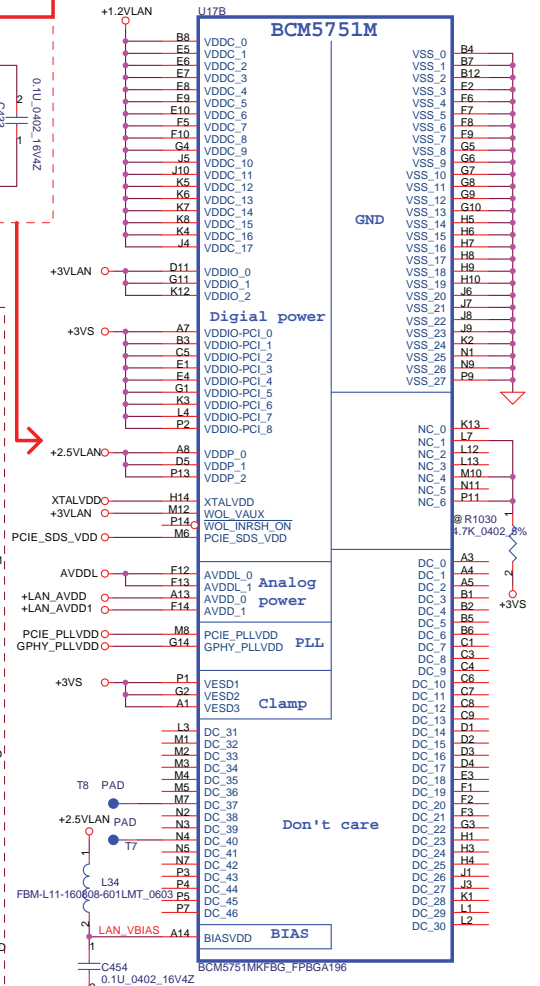 +1.2VLAN
U17B
BCM5751M
0.1U_0402_16V4Z
2
1
B8 VDDC_0
E5 VDDC_1
E6 VDDC_2
E7 VDDC_3
E8 VDDC_4
E9 VDDC_5
E10 VDDC_6
F5 VDDC_7
F10 VDDC_8
G4 VDDC_9
J5 VDDC_10
J10 VDDC_11
K5 VDDC_12
K6 VDDC_13
K7 VDDC_14
K8 VDDC_15
K4 VDDC_16
J4 VDDC_17
+3VLAN
D11 VDDIO_0
G11 VDDIO_1
K12 VDDIO_2
Digial power
+3VS
A7 VDDIO-PCI_0
B3 VDDIO-PCI_1
C5 VDDIO-PCI_2
E1 VDDIO-PCI_3
E4 VDDIO-PCI_4
G1 VDDIO-PCI_5
K3 VDDIO-PCI_6
L4 VDDIO-PCI_7
P2 VDDIO-PCI_8
+2.5VLAN
A8 VDDP_0
D5 VDDP_1
P13 VDDP_2
XTALVDD H14 XTALVDD
+3VLAN M12 WOL_VAUX
P14 WOL_INRSH_ON
PCIE_SDS_VDD M6 PCIE_SDS_VDD
AVDDL F12 AVDDL_0
F13 AVDDL_1
+LAN_AVDD A13 AVDD_0
+LAN_AVDD1 F14 AVDD_1
Analog
power
PCIE_PLLVDD M8 PCIE_PLLVDD
GPHY_PLLVDD G14 GPHY_PLLVDD
PLL
+3VS
P1 VESD1
G2 VESD2
A1 VESD3
Clamp
L3 DC_31
M1 DC_32
M2 DC_33
M3 DC_34
M4 DC_35
M5 DC_36
M7 DC_37
N2 DC_38
N3 DC_39
N4 DC_40
N5 DC_41
N7 DC_42
P3 DC_43
P4 DC_44
P5 DC_45
P7 DC_46
T8 PAD
+2.5VLAN
PAD
T7
1
L34
FBM-L11-160808-601LMT_0603
2
LAN_VBIAS A14 BIASVDD
BIAS
1
C454
0.1U_0402_16V4Z
BCM5751MKFBG_FPBGA196
Don't care
GND
VSS_0 B4
VSS_1 B7
VSS_2 B12
VSS_3 E2
VSS_4 F6
VSS_5 F7
VSS_6 F8
VSS_7 F9
VSS_8 G5
VSS_9 G6
VSS_10 G7
VSS_11 G8
VSS_12 G9
VSS_13 G10
VSS_14 H5
VSS_15 H6
VSS_16 H7
VSS_17 H8
VSS_18 H9
VSS_19 H10
VSS_20 J6
VSS_21 J7
VSS_22 J8
VSS_23 J9
VSS_24 K2
VSS_25 N1
VSS_26 N9
VSS_27 P9
NC_0 K13
NC_1 L7
NC_2 L12
NC_3 L13
NC_4 M10
NC_5 N11
NC_6 P11
1
@ R1030
4.7K_0402_5%
2
+3VS
DC_0 A3
DC_1 A4
DC_2 A5
DC_3 B1
DC_4 B2
DC_5 B5
DC_6 B6
DC_7 C1
DC_8 C3
DC_9 C4
DC_10 C6
DC_11 C7
DC_12 C8
DC_13 C9
DC_14 D1
DC_15 D2
DC_16 D3
DC_17 D4
DC_18 E3
DC_19 F1
DC_20 F2
DC_21 F3
DC_22 G3
DC_23 H1
DC_24 H3
DC_25 H4
DC_26 J1
DC_27 J3
DC_28 K1
DC_29 L1
DC_30 L2